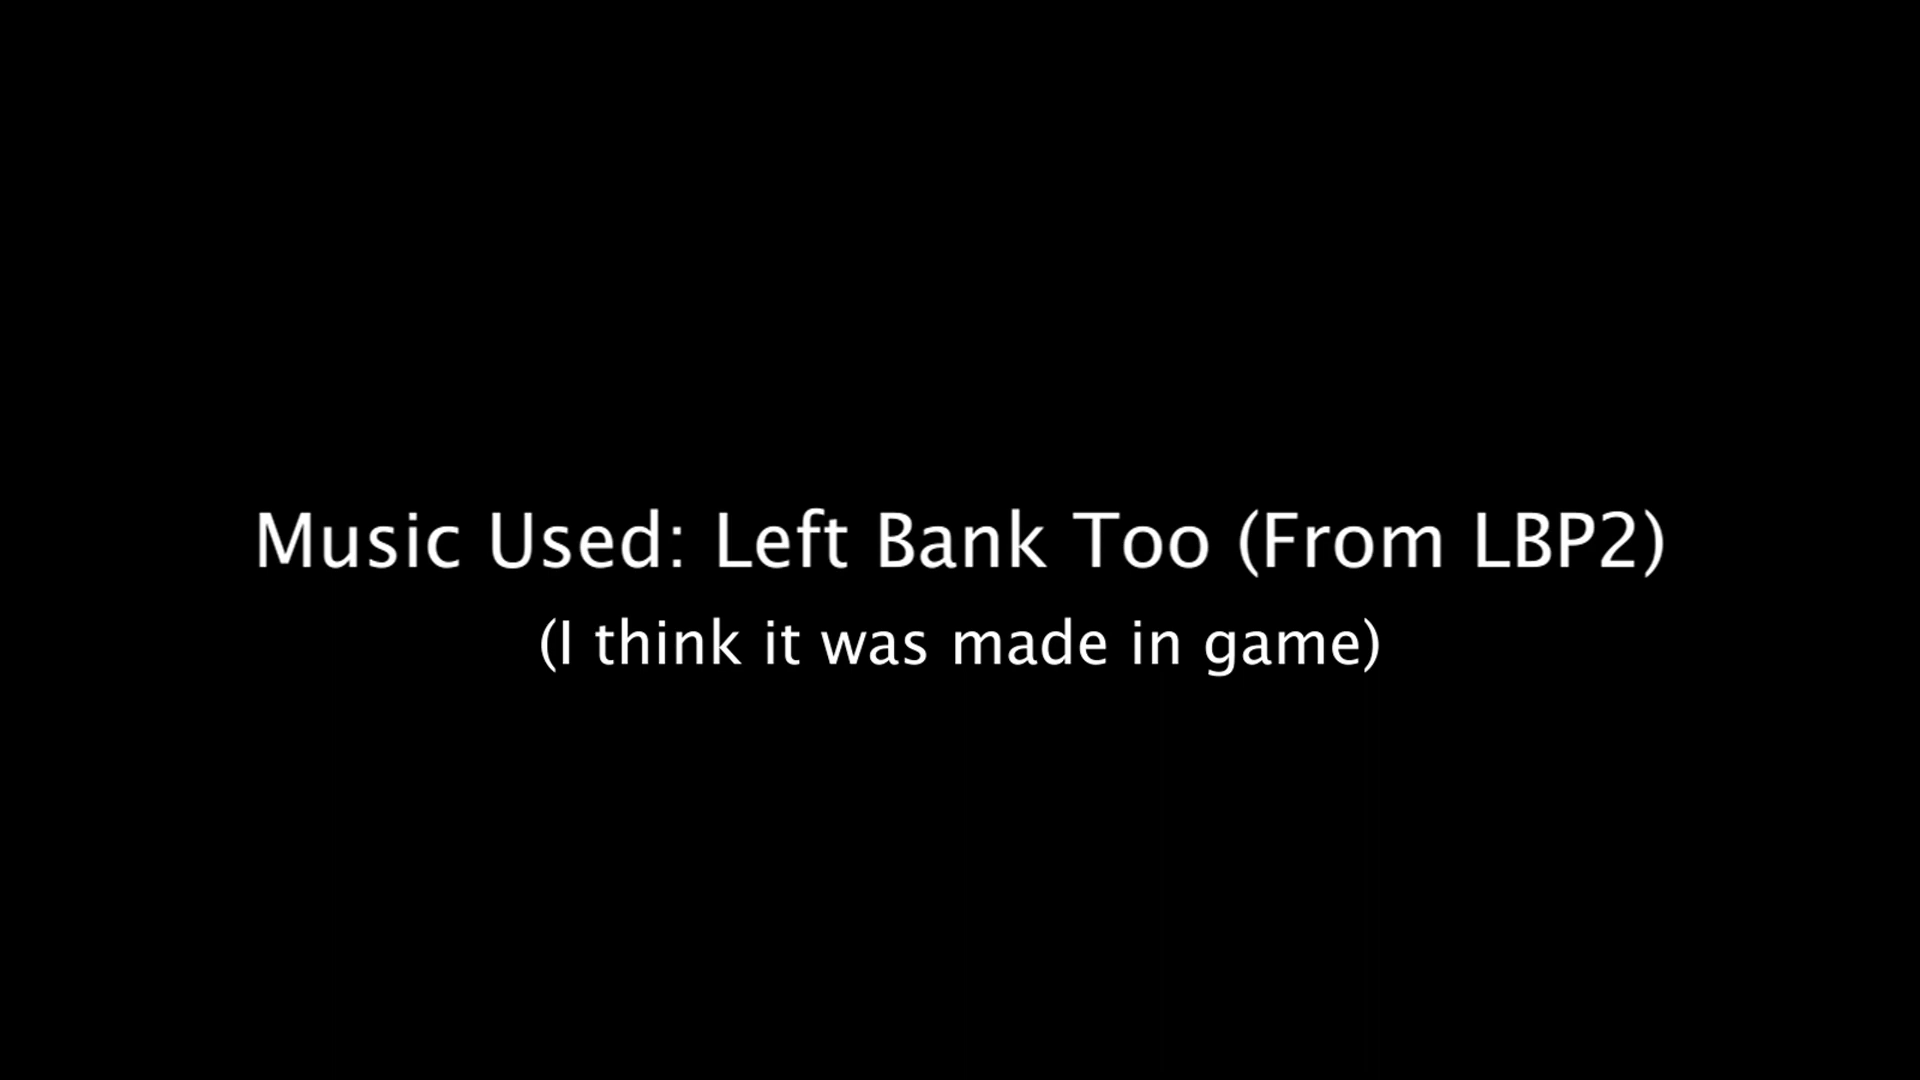 Music Used: Left Bank Too (From LBP2)
(I think it was made in game)